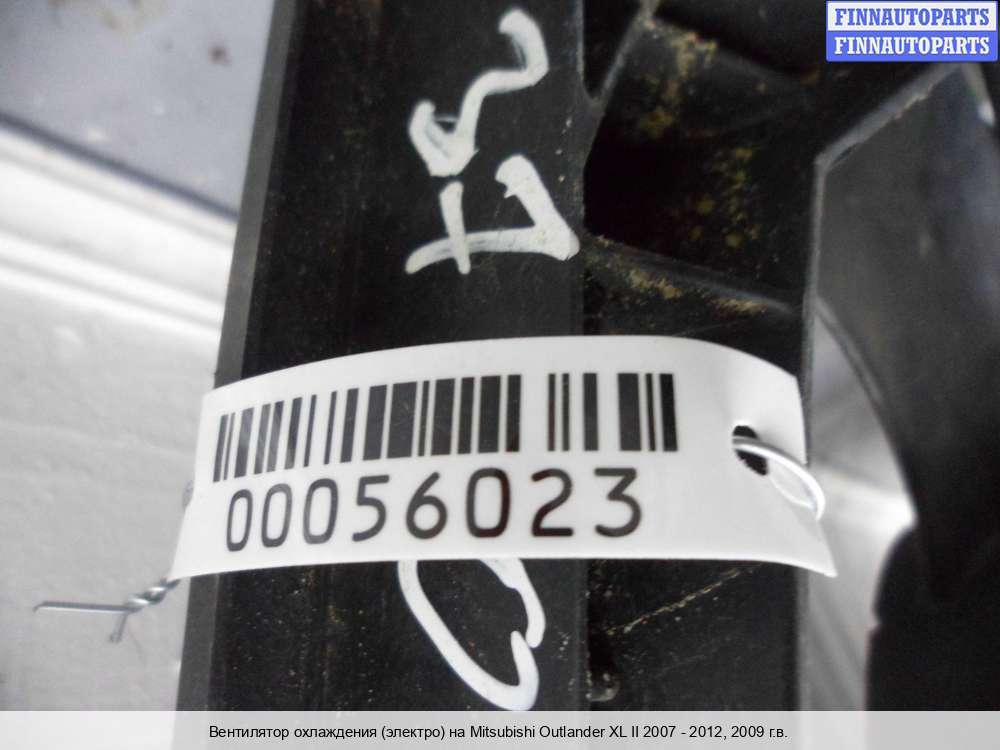 FINNAUTOPARTS
FINNAUTOPARTS
00056023
Вентилятор охлаждения (электро) на Mitsubishi Outlander XL II 2007 - 2012, 2009 г.в.